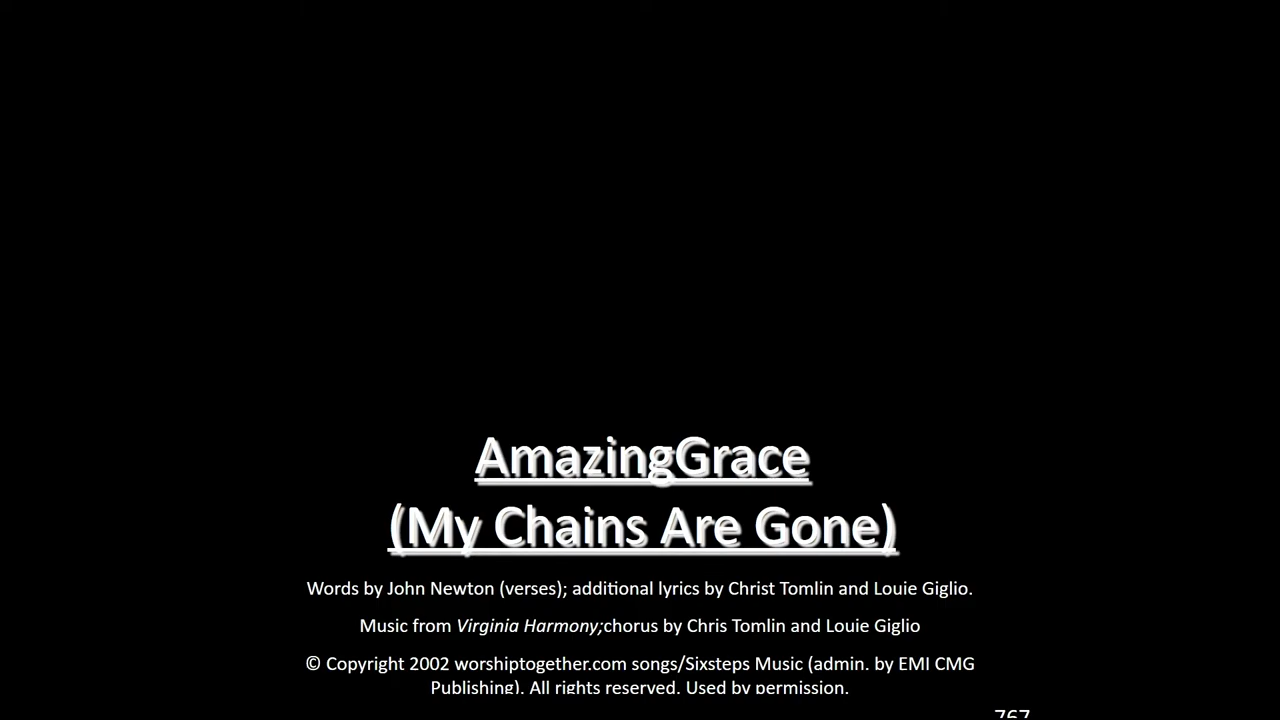 AmazingGrace
(My Chains Are Gone)
Words by John Newton (verses); additional lyrics by Christ Tomlin and Louie Giglio.
Music from Virginia Harmony;chorus by Chris Tomlin and Louie Giglio
© Copyright 2002 worshiptogether.com songs/Sixsteps Music (admin. by EMI CMG
Publishing). All rights reserved. Used by permission.
767